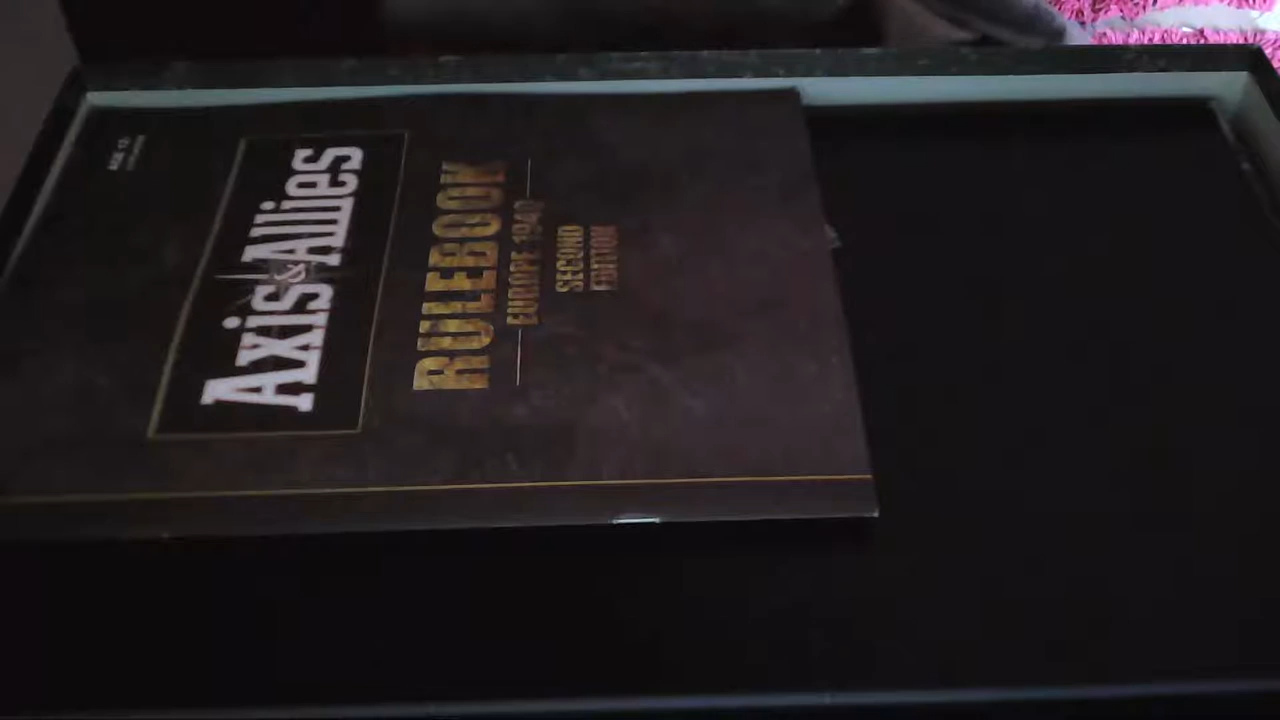 Axis & Allies
RULEBOOK
EUROPE 1940
SECOND
EDITION